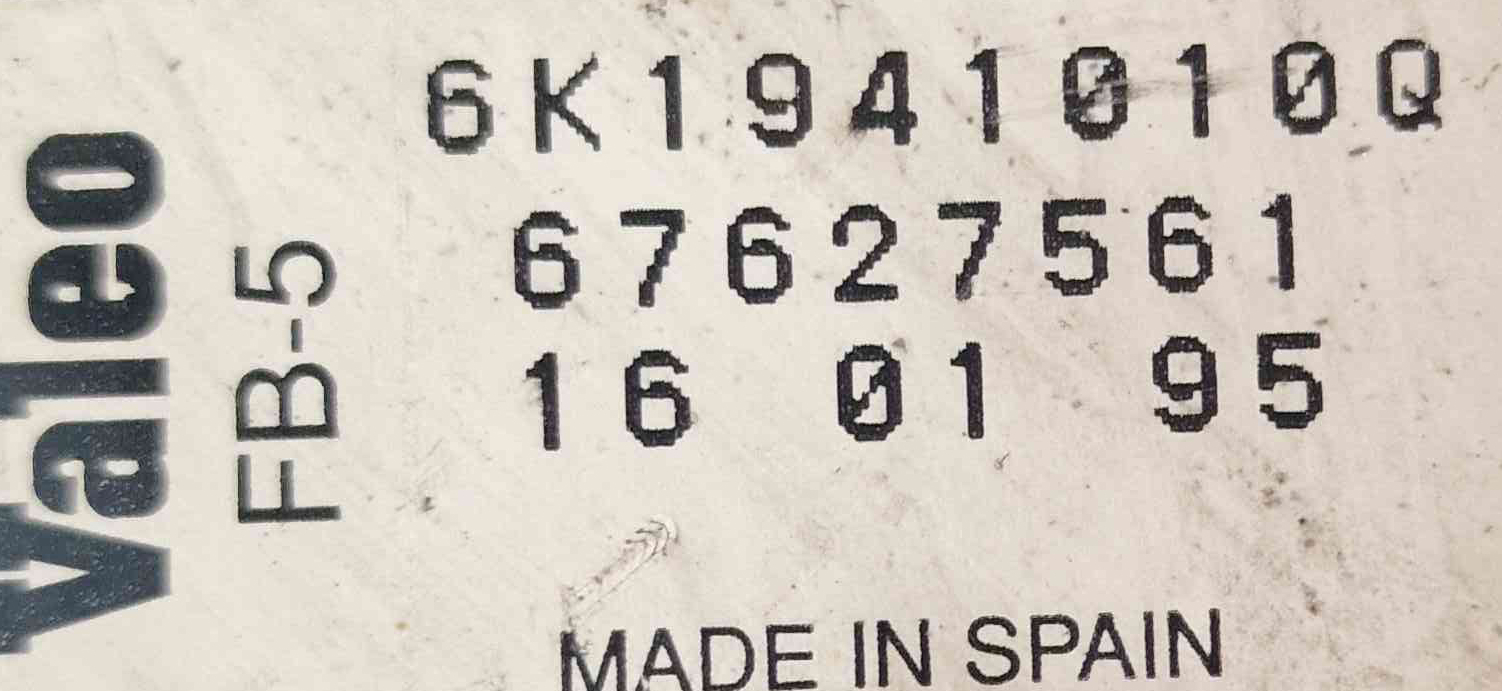 Valeo
FB-5
6K1941010Q
67627561
16 01 95
MADE IN SPAIN